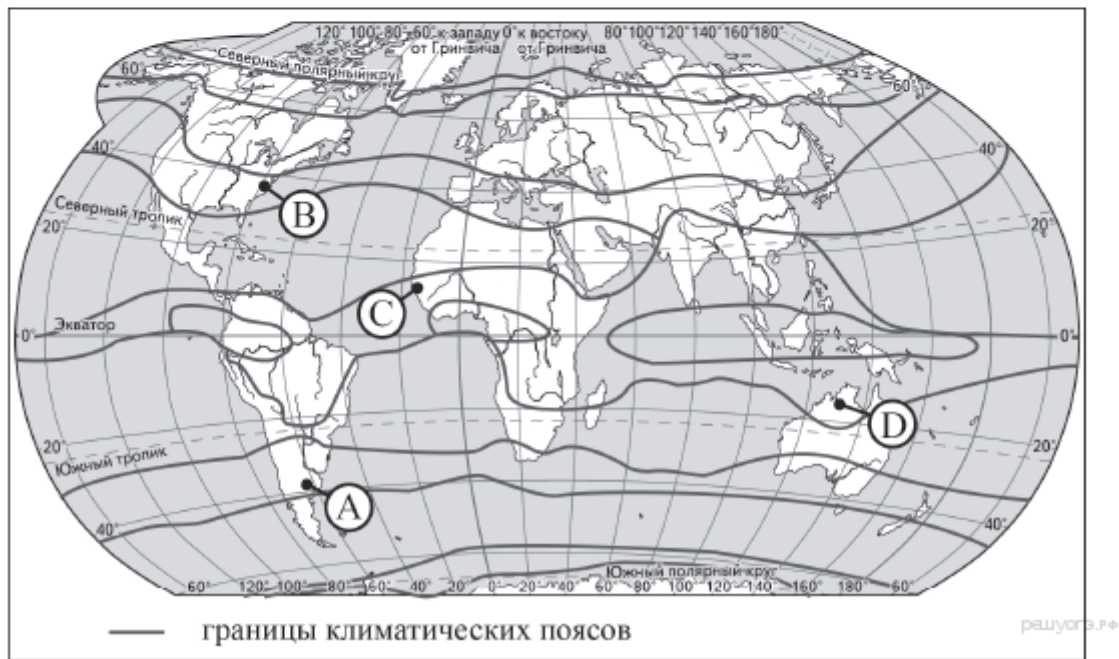 120° 100° 80° 60° к западу 0° к востоку 80° 100° 120° 140° 160° 180°
от Гринвича от Гринвича
Северный полярный круг
60° 60°
40° 40°
B
Северный тропик
20° 20°
C
Экватор
0° 0°
D
20° 20°
Южный тропик
A
40° 40°
Южный полярный круг
60° 120° 100° 80° 60° 40° 20° 0° 20° 40° 60° 80° 100° 120° 140° 160° 180° 60°
границы климатических поясов
решуогэ.рф